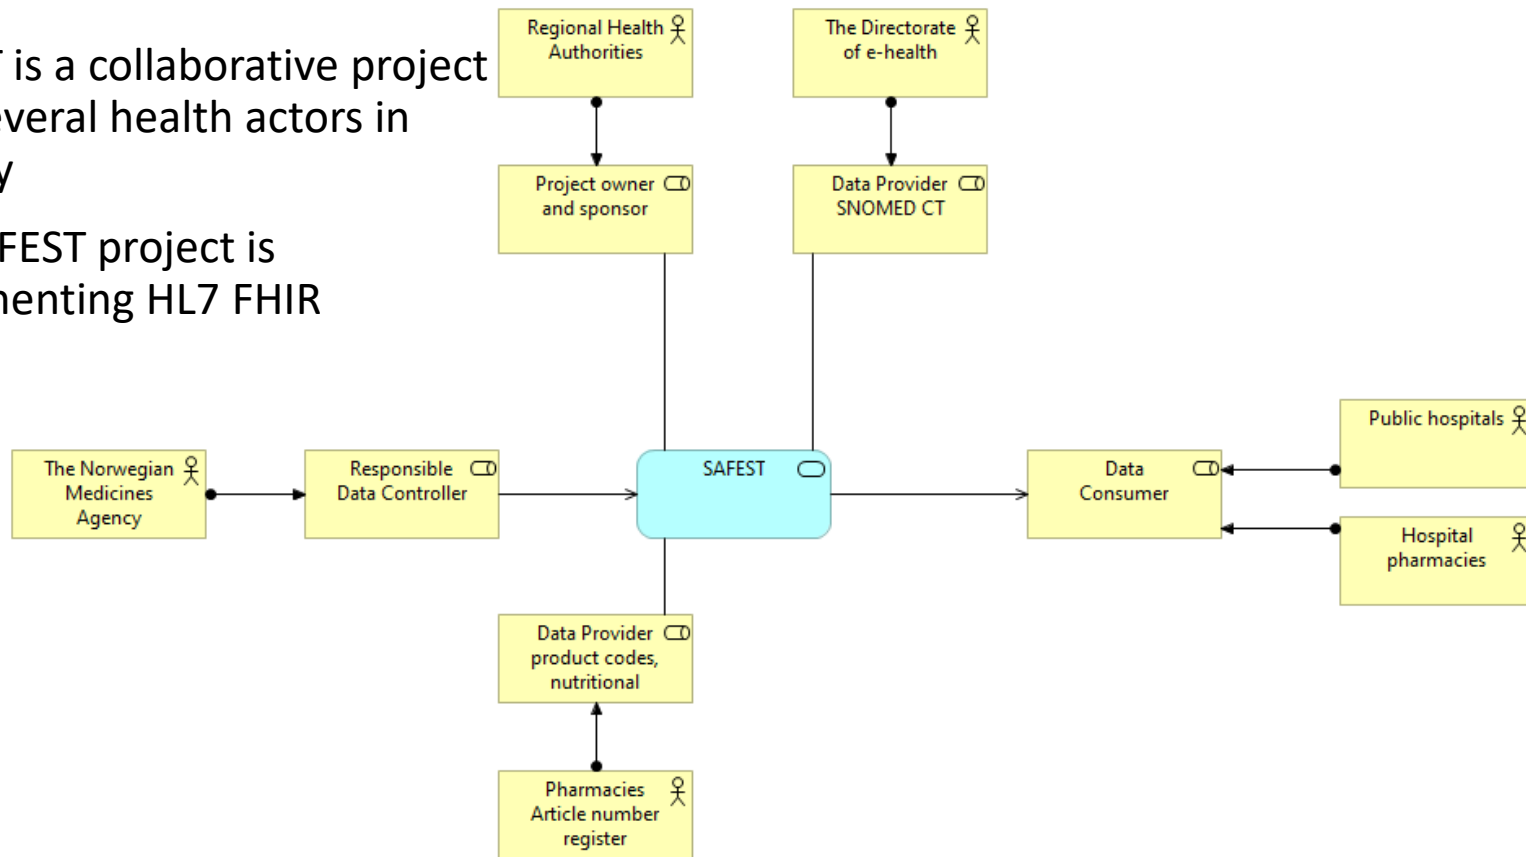 T is a collaborative project
everal health actors in
y
FEST project is
nenting HL7 FHIR
Regional Health
Authorities
The Directorate
of e-health
Project owner
and sponsor
Data Provider
SNOMED CT
The Norwegian
Medicines
Agency
Responsible
Data Controller
SAFEST
Data
Consumer
Public hospitals
Hospital
pharmacies
Data Provider
product codes,
nutritional
Pharmacies
Article number
register